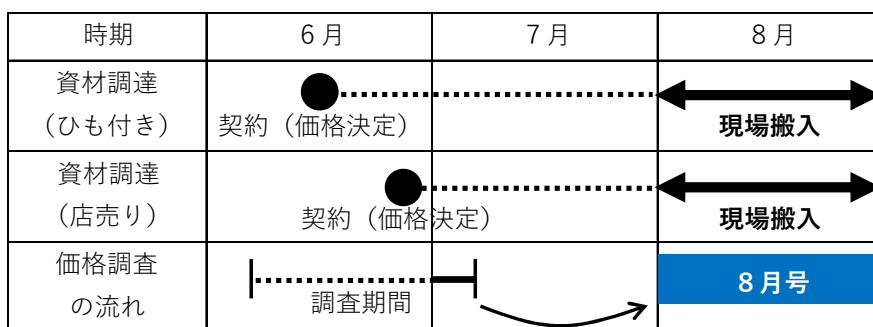 時期 6月 7月 8月
資材調達
（ひも付き）
契約（価格決定）
現場搬入
資材調達
（店売り）
契約（価格決定）
現場搬入
価格調査
の流れ
調査期間
8月号